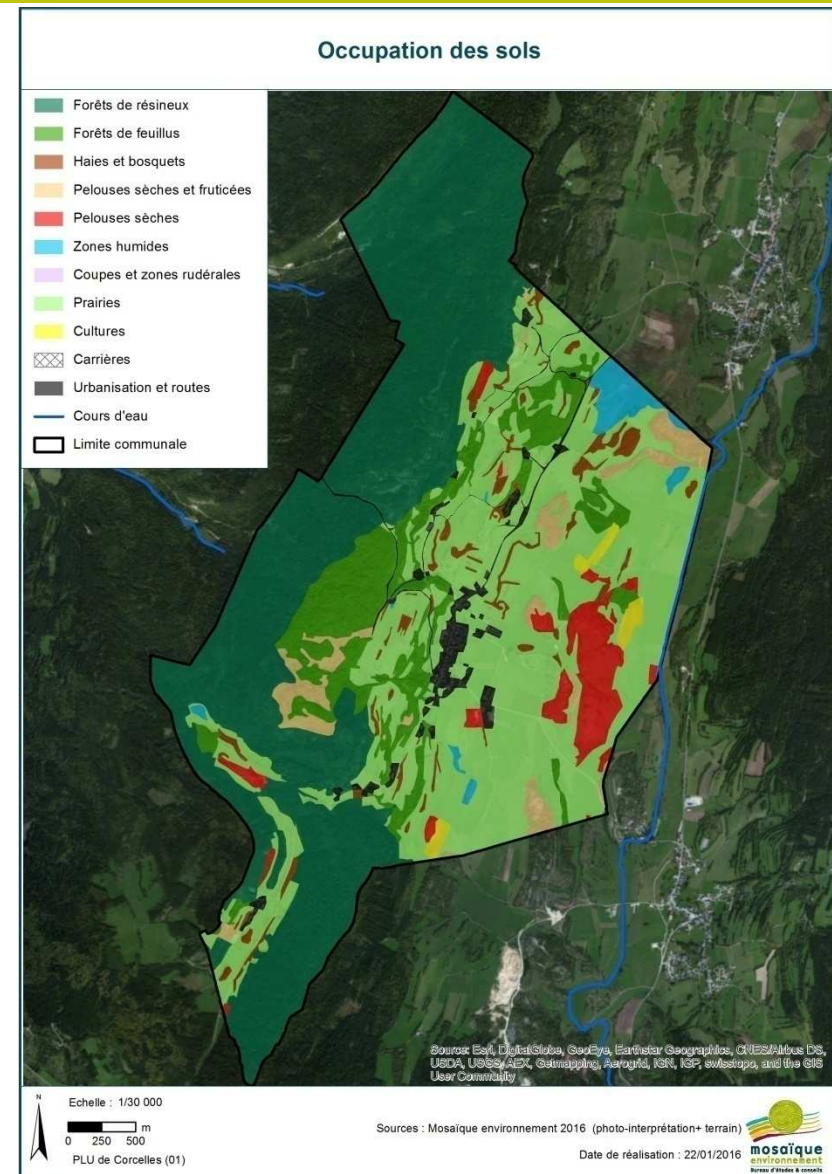 Occupation des sols
Forêts de résineux
Forêts de feuillus
Haies et bosquets
Pelouses sèches et fruticées
Pelouses sèches
Zones humides
Coupes et zones rudérales
Prairies
Cultures
Carrières
Urbanisation et routes
Cours d'eau
Limite communale
Source: Esri, DigitalGlobe, GeoEye, Earthstar Geographics, CNES/Airbus DS,
USDA, USGS, AEX, Getmapping, Aerogrid, IGN, IGP, swisstopo, and the GIS
User Community
N
Echelle : 1/30 000
m
0 250 500
PLU de Corcelles (01)
Sources : Mosaïque environnement 2016 (photo-interprétation+ terrain)
Date de réalisation : 22/01/2016
mosaïque
environnement
Bureau d'études & conseils